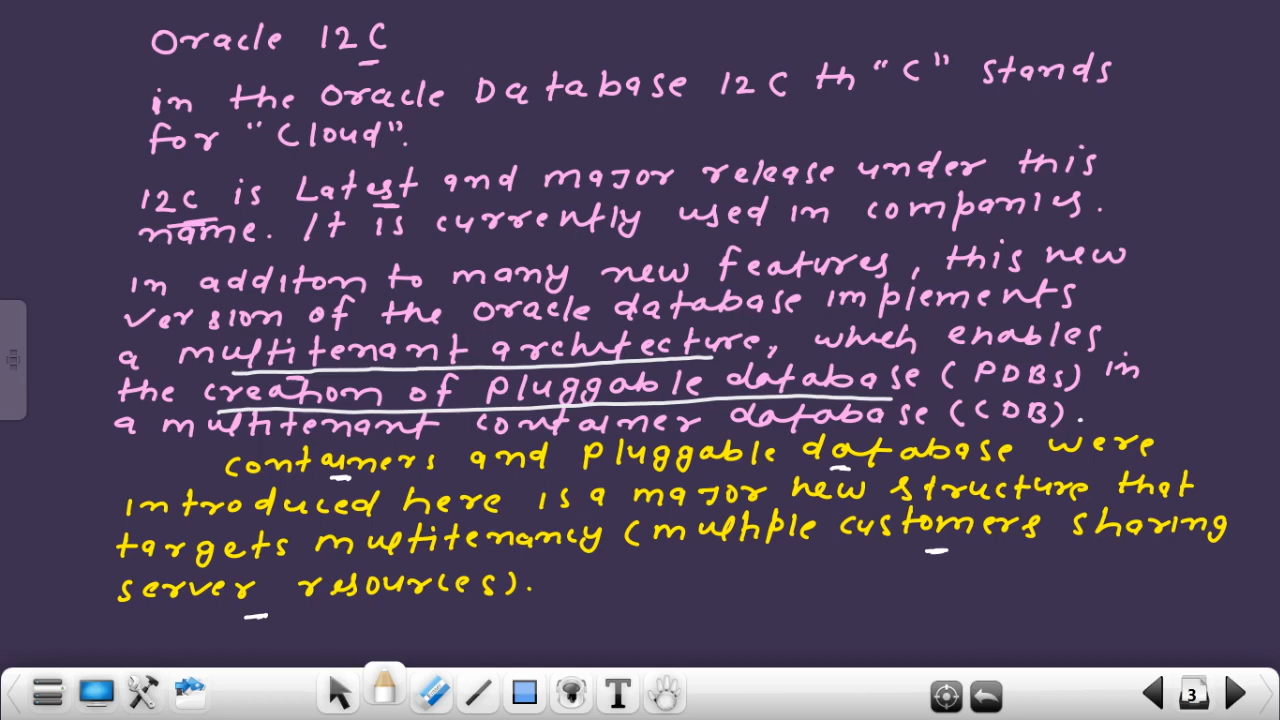 Oracle 12C
in the Oracle Database 12C th "C" stands
for "Cloud".
12C is Latest and major release under this
name. It is currently used in companies.
In additon to many new features, this new
version of the oracle database implements
a multitenant architecture, which enables
the creation of pluggable database (PDBs) in
a multitenant container database (CDB).
containers and pluggable database were
introduced here is a major new structure that
targets multitenancy (multiple customers sharing
server resources).
T
3